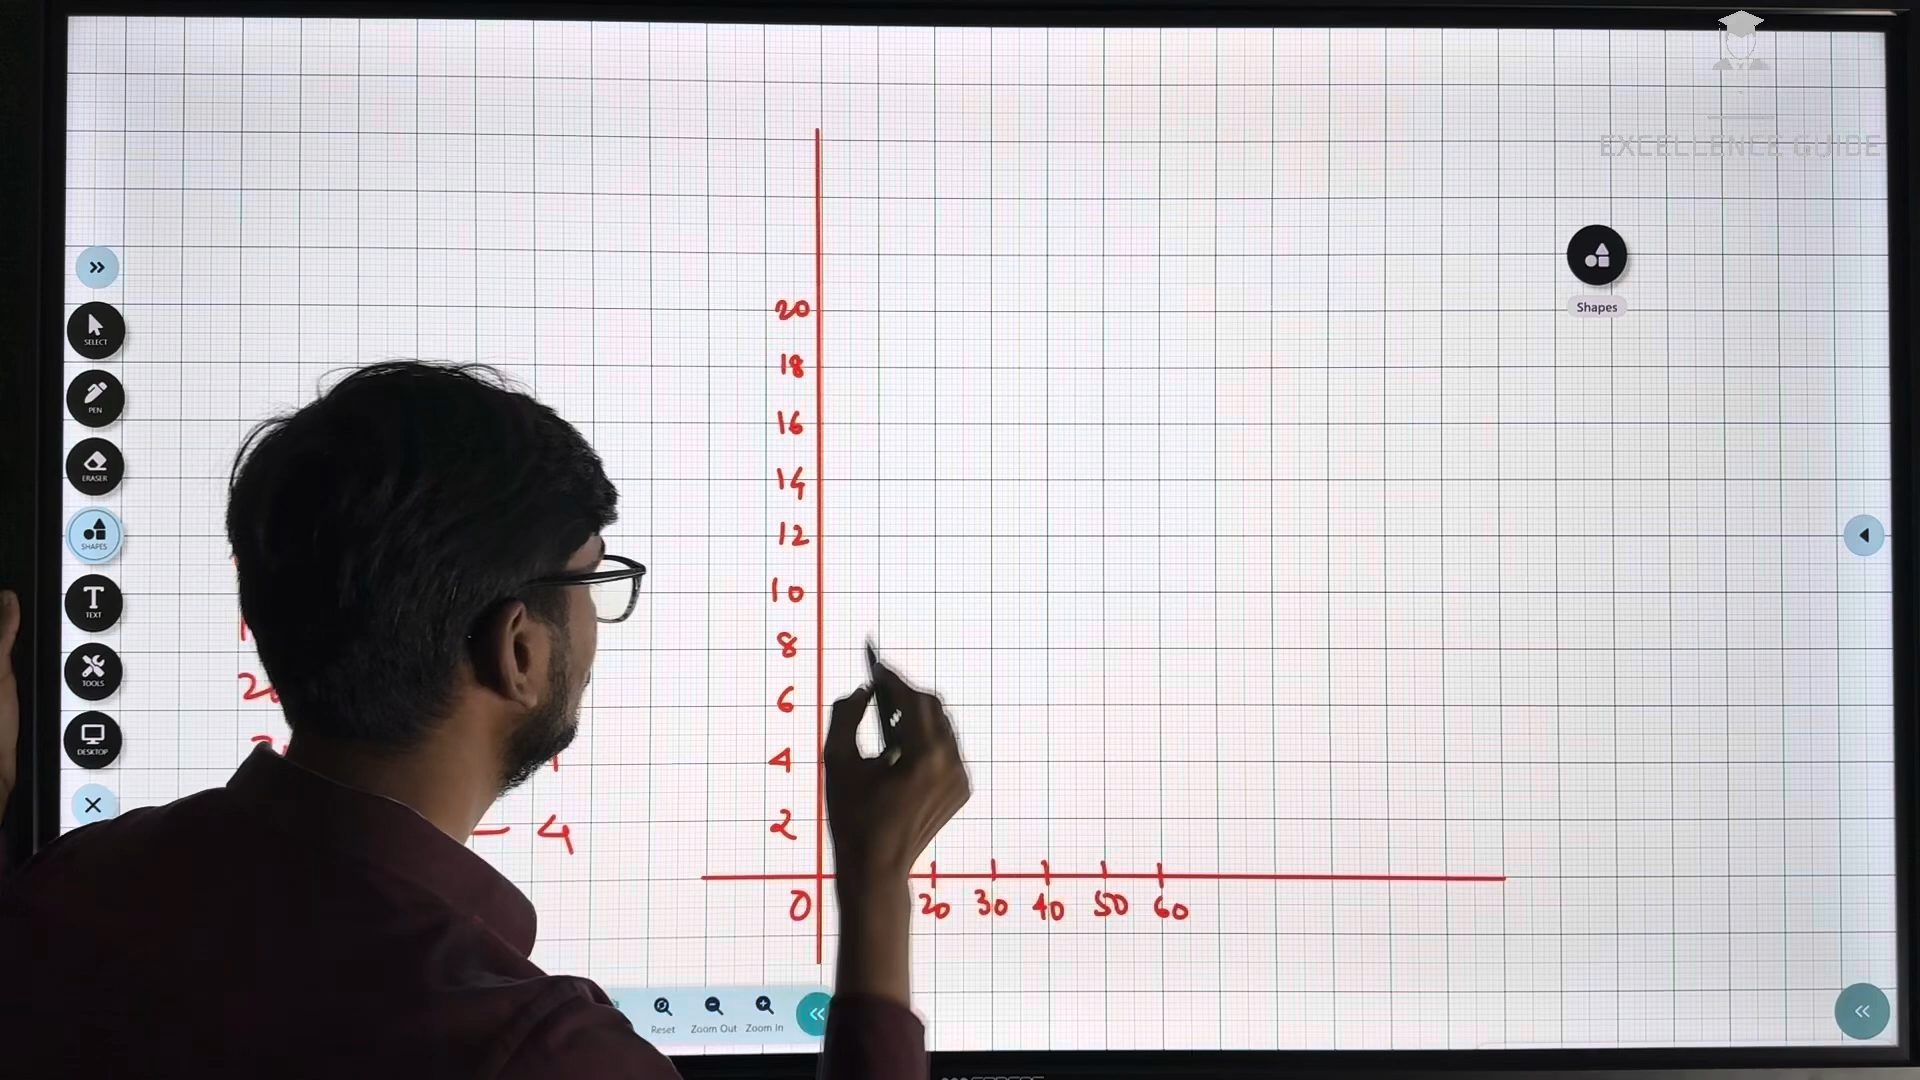 EXCELLENCE GUIDE
Shapes
SELECT
PEN
ERASER
SHAPES
TEXT
TOOLS
DESKTOP
20
18
16
14
12
10
8
6
4
2
0 20 30 40 50 60
— 4
Reset Zoom Out Zoom In